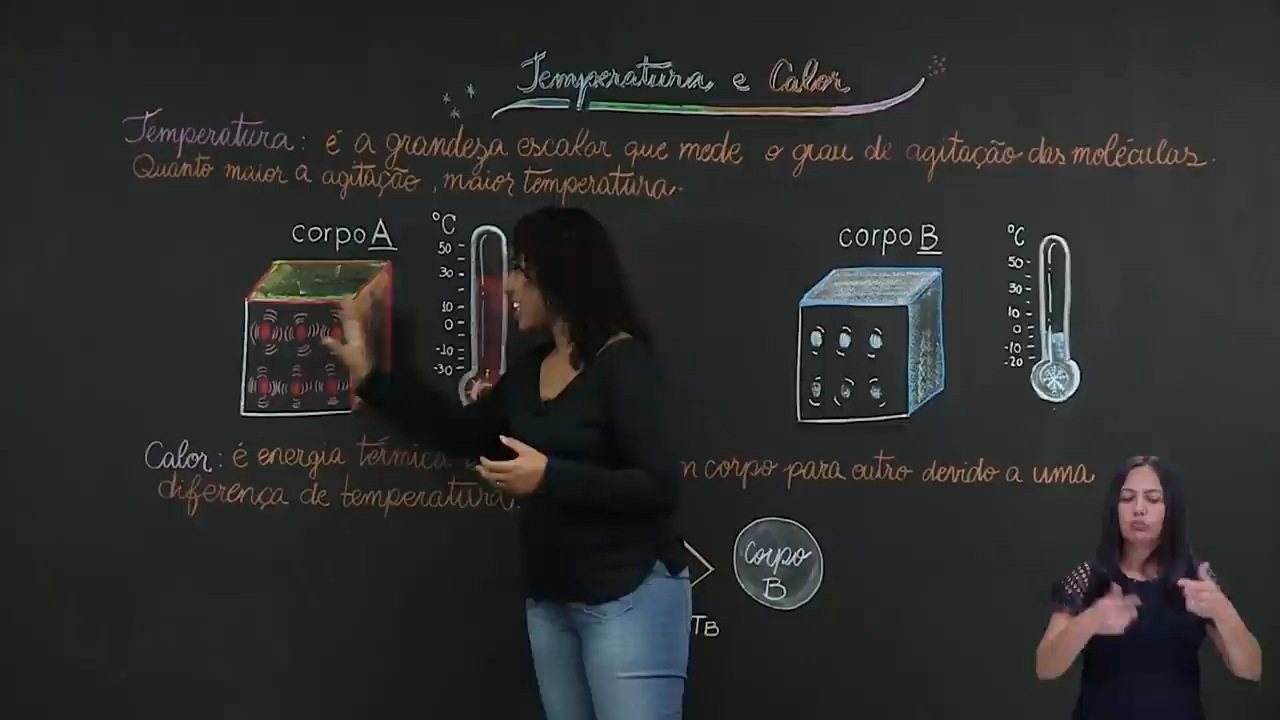 Temperatura e Calor
Temperatura: é a grandeza escalar que mede o grau de agitação das moléculas.
Quanto maior a agitação, maior temperatura.
corpo A
°C
50
30
10
0
-10
-30
corpo B
°C
50
30
10
0
-10
-20
Calor: é energia térmica corpo para outro devido a uma
diferença de temperatura.
Corpo
B
TB